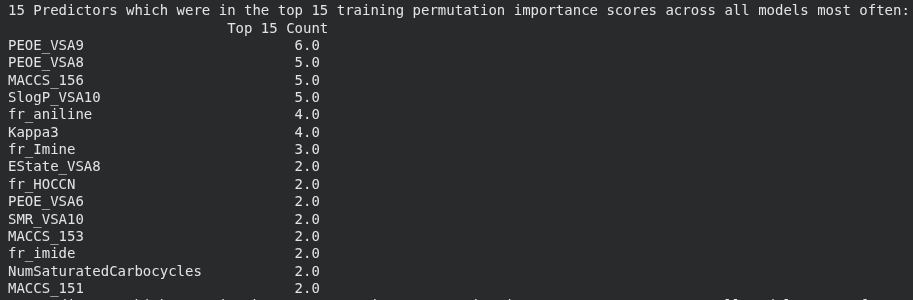 15 Predictors which were in the top 15 training permutation importance scores across all models most often:
Top 15 Count
PEOE_VSA9 6.0
PEOE_VSA8 5.0
MACCS_156 5.0
SlogP_VSA10 5.0
fr_aniline 4.0
Kappa3 4.0
fr_Imine 3.0
EState_VSA8 2.0
fr_HOCCN 2.0
PEOE_VSA6 2.0
SMR_VSA10 2.0
MACCS_153 2.0
fr_imide 2.0
NumSaturatedCarbocycles 2.0
MACCS_151 2.0